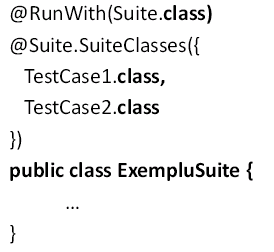 @RunWith(Suite.class)
@Suite.SuiteClasses({
TestCase1.class,
TestCase2.class
})
public class ExempluSuite {
...
}